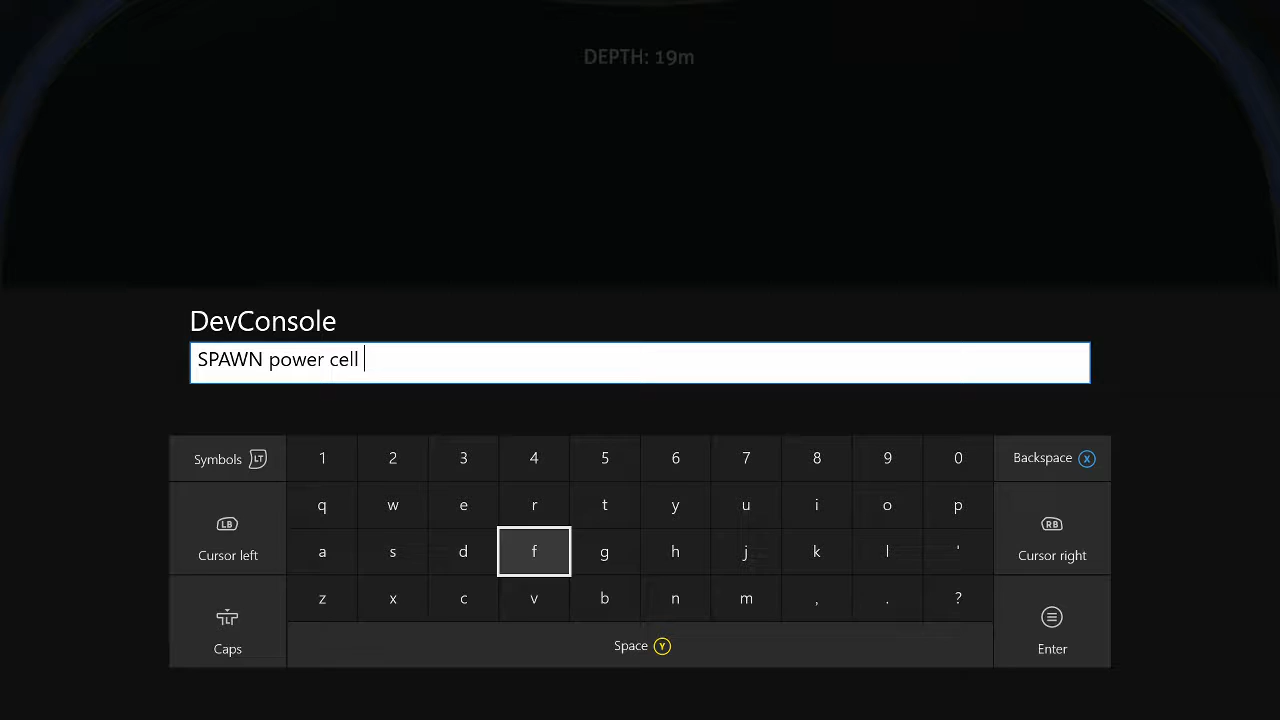 DEPTH: 19m
DevConsole
SPAWN power cell
Symbols LT 1 2 3 4 5 6 7 8 9 0 Backspace X
q w e r t y u i o p
LB Cursor left a s d f g h j k l ' RB Cursor right
z x c v b n m , . ?
LT Caps Space Y Enter